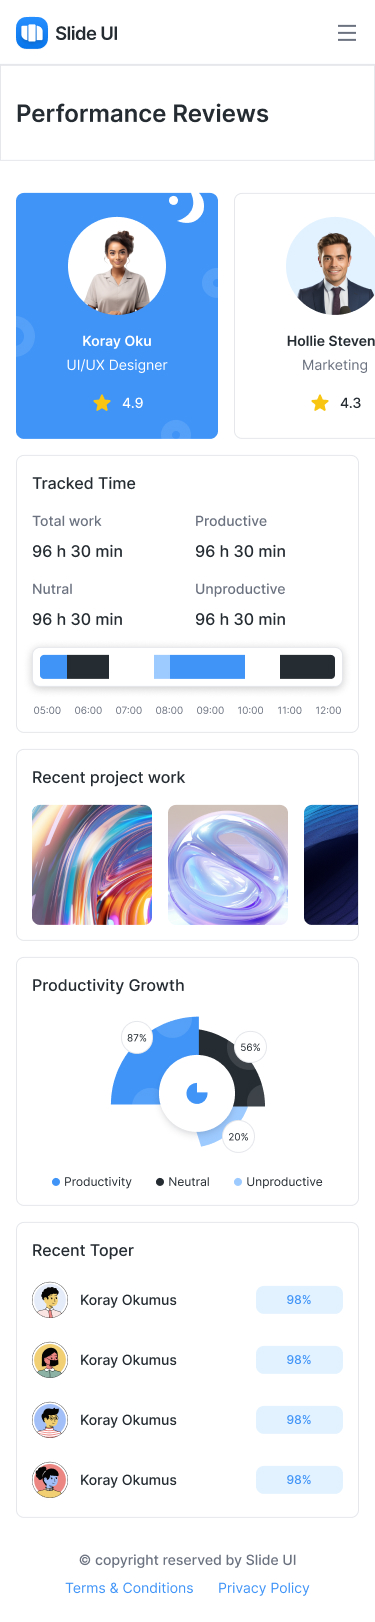 Slide UI
Performance Reviews
Koray Oku
UI/UX Designer
4.9
Hollie Steven
Marketing
4.3
Tracked Time
Total work
Productive
96 h 30 min
96 h 30 min
Nutral
Unproductive
96 h 30 min
96 h 30 min
05:00 06:00 07:00 08:00 09:00 10:00 11:00 12:00
Recent project work
Productivity Growth
87%
56%
20%
Productivity Neutral Unproductive
Recent Toper
Koray Okumus 98%
Koray Okumus 98%
Koray Okumus 98%
Koray Okumus 98%
© copyright reserved by Slide UI
Terms & Conditions Privacy Policy